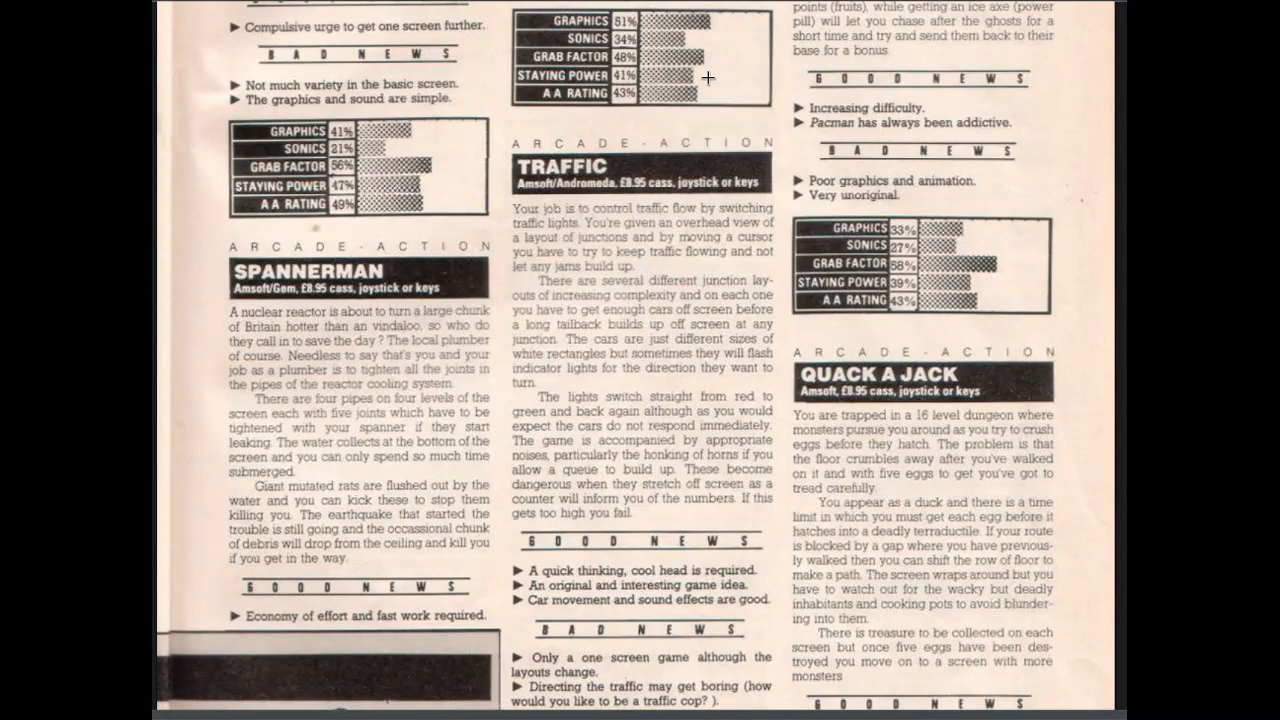 ► Compulsive urge to get one screen further.
B A D N E W S
► Not much variety in the basic screen.
► The graphics and sound are simple.
GRAPHICS 41%
SONICS 21%
GRAB FACTOR 56%
STAYING POWER 47%
A A RATING 49%
ARCADE-ACTION
SPANNERMAN
Amsoft/Gem, £8.95 cass, joystick or keys
A nuclear reactor is about to turn a large chunk
of Britain hotter than an vindaloo, so who do
they call in to save the day? The local plumber
of course. Needless to say that's you and your
job as a plumber is to tighten all the joints in
the pipes of the reactor cooling system.
There are four pipes on four levels of the
screen each with five joints which have to be
tightened with your spanner if they start
leaking. The water collects at the bottom of the
screen and you can only spend so much time
submerged.
Giant mutated rats are flushed out by the
water and you can kick these to stop them
killing you. The earthquake that started the
trouble is still going and the occassional chunk
of debris will drop from the ceiling and kill you
if you get in the way.
G O O D N E W S
► Economy of effort and fast work required.
GRAPHICS 51%
SONICS 34%
GRAB FACTOR 48%
STAYING POWER 41%
A A RATING 43%
ARCADE-ACTION
TRAFFIC
Amsoft/Andromeda, £8.95 cass, joystick or keys
Your job is to control traffic flow by switching
traffic lights. You're given an overhead view of
a layout of junctions and by moving a cursor
you have to try to keep traffic flowing and not
let any jams build up.
There are several different junction lay-
outs of increasing complexity and on each one
you have to get enough cars off screen before
a long tailback builds up off screen at any
junction. The cars are just different sizes of
white rectangles but sometimes they will flash
indicator lights for the direction they want to
turn.
The lights switch straight from red to
green and back again although as you would
expect the cars do not respond immediately.
The game is accompanied by appropriate
noises, particularly the honking of horns if you
allow a queue to build up. These become
dangerous when they stretch off screen as a
counter will inform you of the numbers. If this
gets too high you fail.
G O O D N E W S
► A quick thinking, cool head is required.
► An original and interesting game idea.
► Car movement and sound effects are good.
B A D N E W S
► Only a one screen game although the
layouts change.
► Directing the traffic may get boring (how
would you like to be a traffic cop? ).
points (fruits), while getting an ice axe (power
pill) will let you chase after the ghosts for a
short time and try and send them back to their
base for a bonus.
G O O D N E W S
► Increasing difficulty.
► Pacman has always been addictive.
B A D N E W S
► Poor graphics and animation.
► Very unoriginal.
GRAPHICS 33%
SONICS 27%
GRAB FACTOR 58%
STAYING POWER 39%
A A RATING 43%
ARCADE-ACTION
QUACK A JACK
Amsoft, £8.95 cass, joystick or keys
You are trapped in a 16 level dungeon where
monsters pursue you around as you try to crush
eggs before they hatch. The problem is that
the floor crumbles away after you've walked
on it and with five eggs to get you've got to
tread carefully.
You appear as a duck and there is a time
limit in which you must get each egg before it
hatches into a deadly terraductile. If your route
is blocked by a gap where you have previous-
ly walked then you can shift the row of floor to
make a path. The screen wraps around but you
have to watch out for the wacky but deadly
inhabitants and cooking pots to avoid blunder-
ing into them.
There is treasure to be collected on each
screen but once five eggs have been des-
troyed you move on to a screen with more
monsters
G O O D N E W S